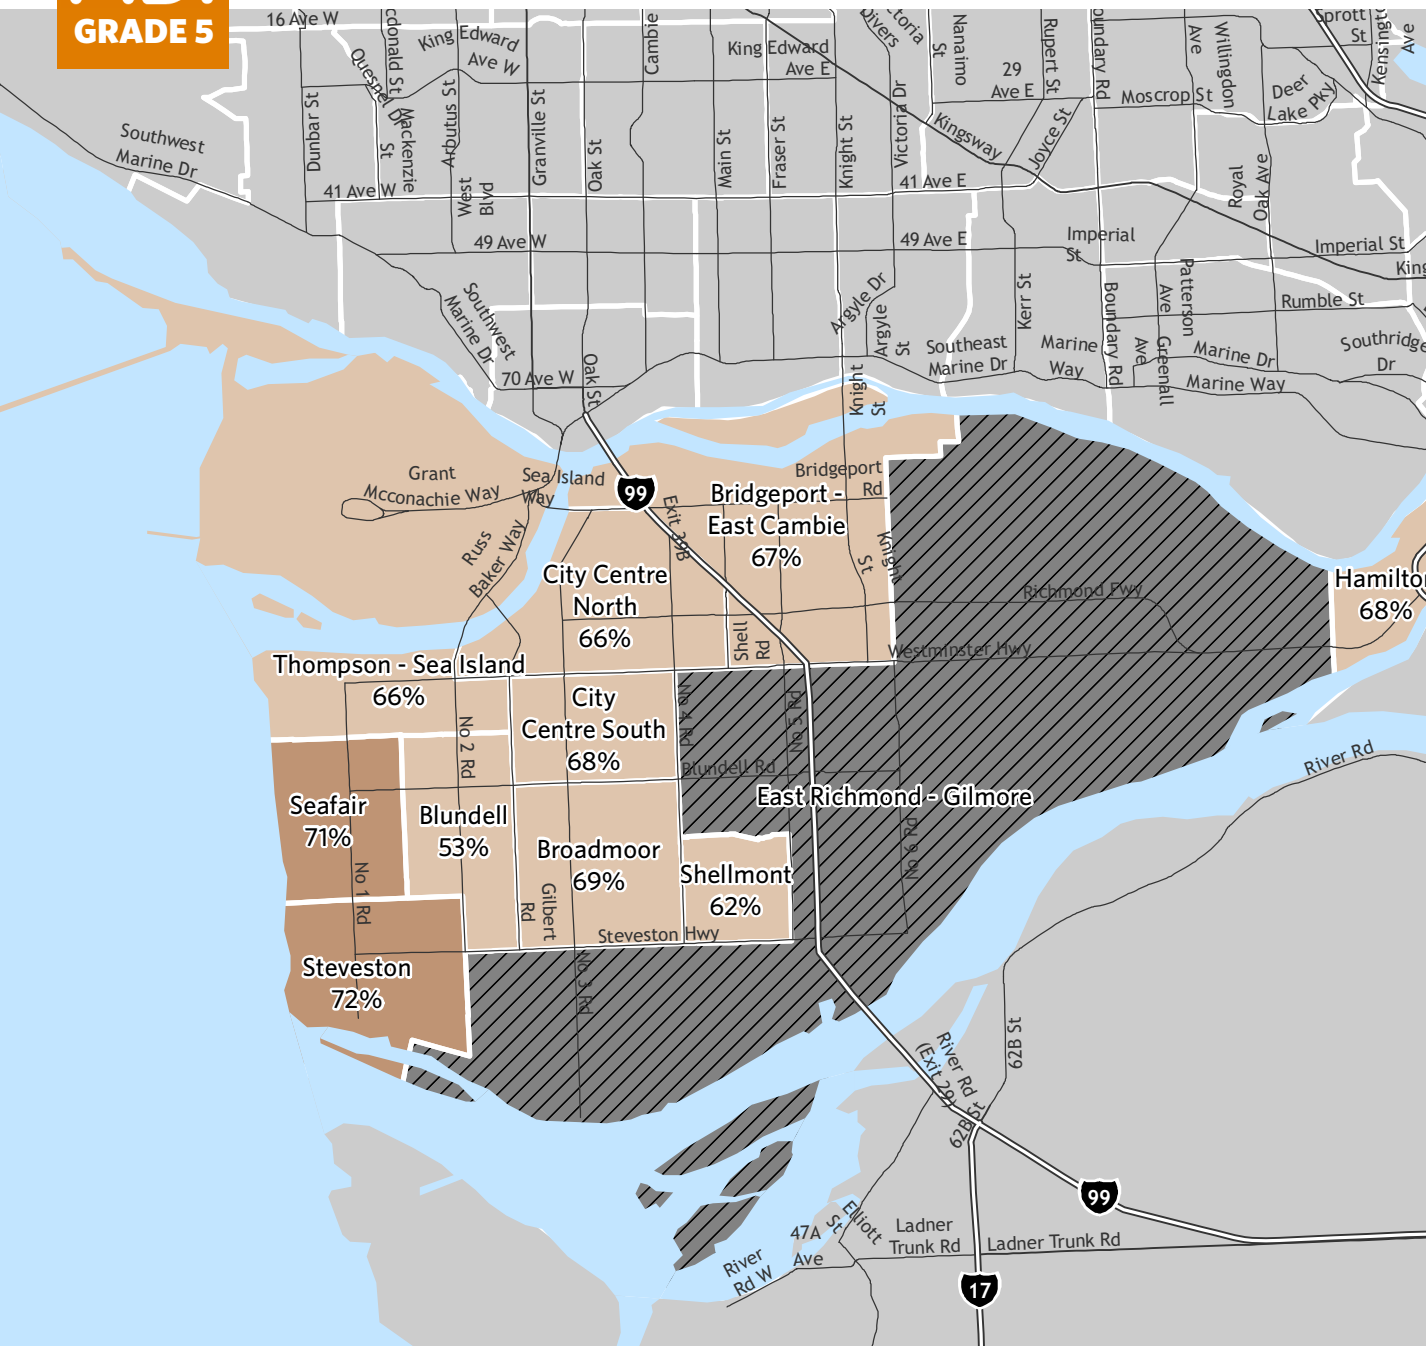 GRADE 5
16 Ave W
King Edward
Ave W
Quesnel Dr
Mackenzie
St
Dunbar St
Arbutus St
West
Blvd
Granville St
Oak St
Cambie
King Edward
Ave E
Main St
Fraser St
Knight St
Victoria Dr
Nanaimo
St
29
Ave E
Rupert St
Joyce St
Kingsway
Moscrop St
Willingdon
Ave
Deer
Lake Pky
Sprott
St
Kensington
Ave
Royal
Oak Ave
Southwest
Marine Dr
41 Ave W
41 Ave E
49 Ave W
49 Ave E
Imperial
St
Imperial St
Rumble St
Southwest
Marine Dr
Argyle Dr
Argyle
St
Kerr St
Boundary Rd
Patterson
Ave
Greenall
Ave
Southeast
Marine Dr
Marine
Way
Marine Dr
Marine Way
Southridge
Dr
70 Ave W
Oak St
Knight
St
Grant
Mcconachie Way
Sea Island
Way
99
Exit 39B
Bridgeport
Rd
Bridgeport -
East Cambie
67%
Knight
St
Russ
Baker Way
City Centre
North
66%
Shell
Rd
Richmond Fwy
Westminster Hwy
Hamilton
68%
Thompson - Sea Island
66%
City
Centre South
68%
No 4 Rd
No 5 Rd
No 2 Rd
Blundell Rd
East Richmond - Gilmore
River Rd
Seafair
71%
Blundell
53%
Broadmoor
69%
Shellmont
62%
No 6 Rd
No 1 Rd
Gilbert
Rd
Steveston Hwy
Steveston
72%
No 3 Rd
62B St
River Rd
(Exit 29)
62B St
99
Elliott
St
47A
Ave
Ladner
Trunk Rd
Ladner Trunk Rd
River
Rd W
17